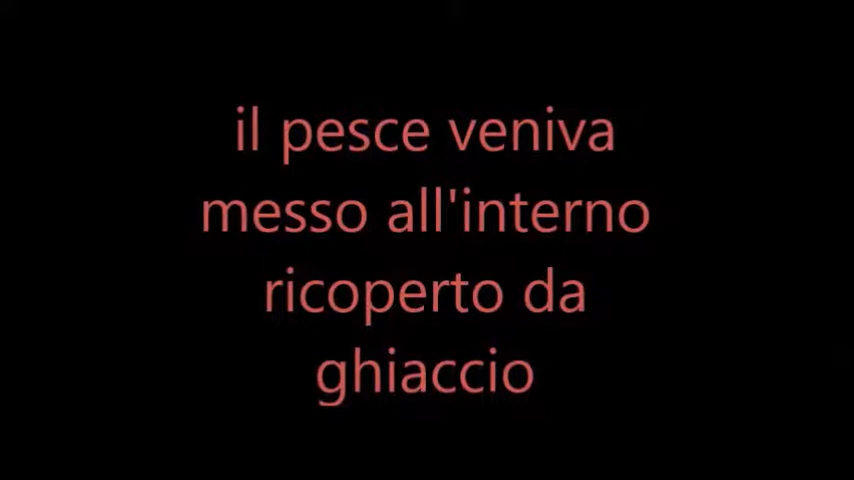 il pesce veniva
messo all'interno
ricoperto da
ghiaccio